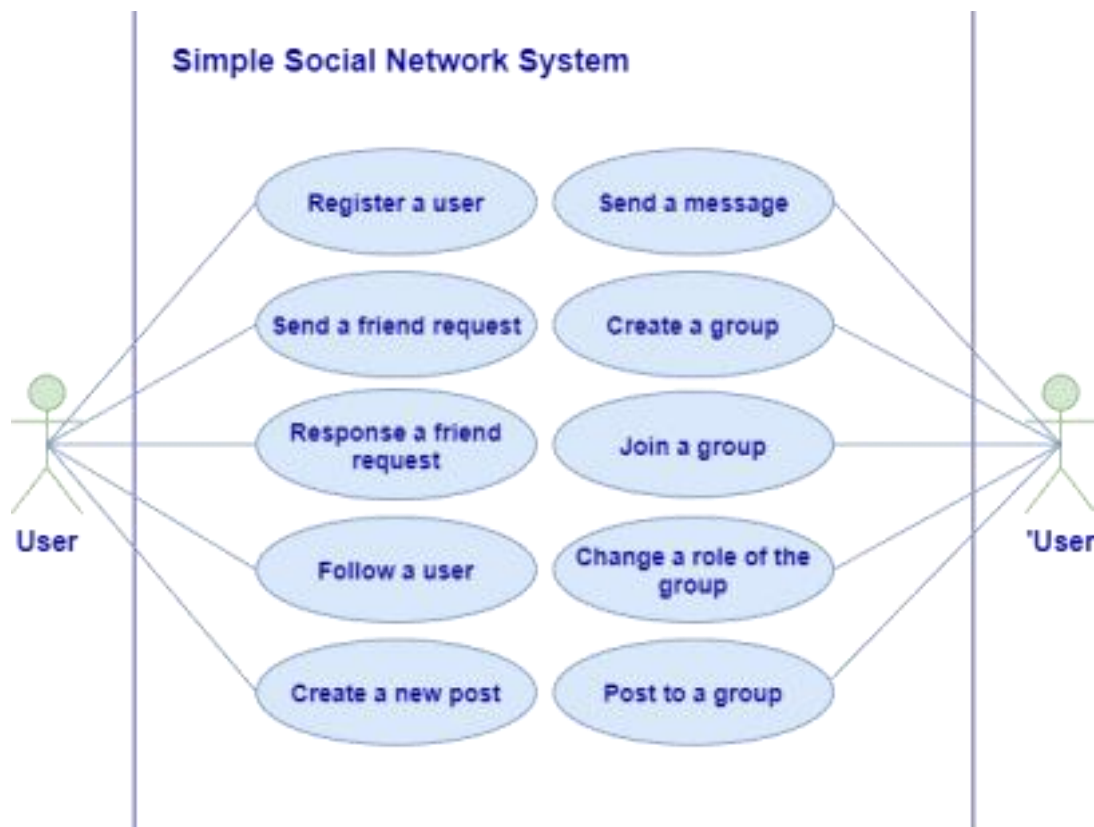 Simple Social Network System
Register a user
Send a message
Send a friend request
Create a group
Response a friend
request
Join a group
User
'User
Follow a user
Change a role of the
group
Create a new post
Post to a group